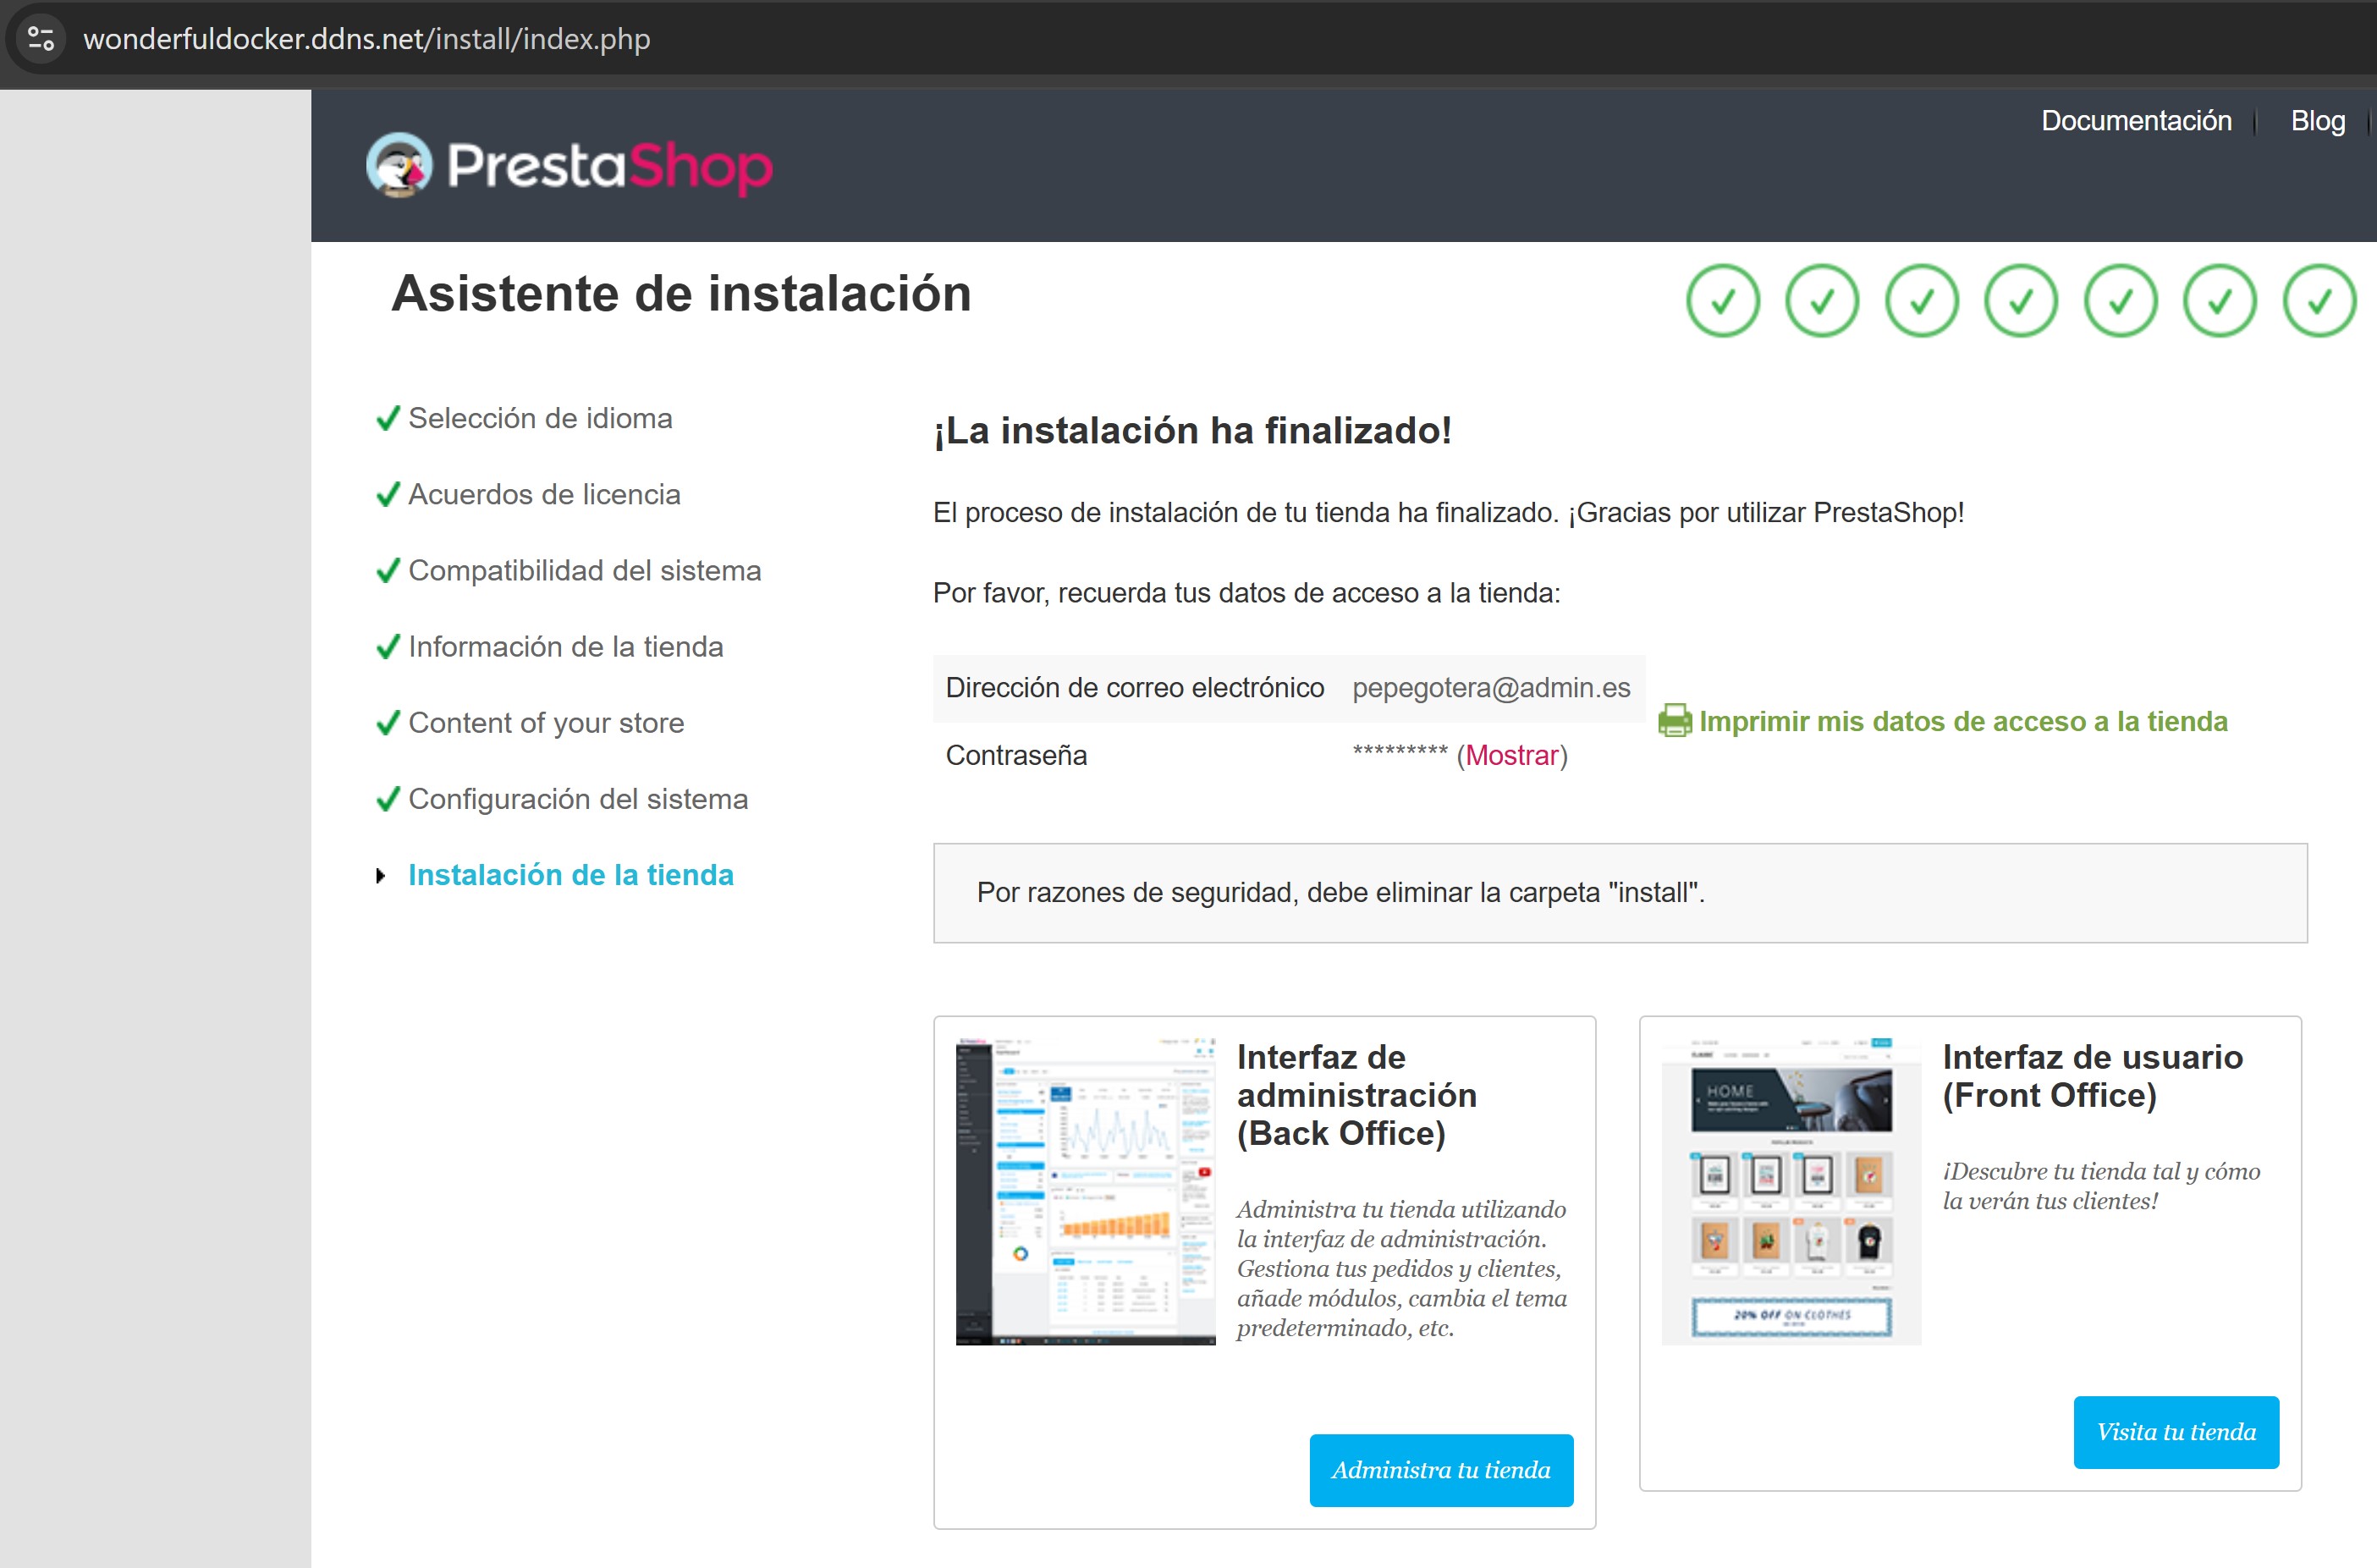 wonderfuldocker.ddns.net/install/index.php
Documentación
Blog
PrestaShop
Asistente de instalación
Selección de idioma
Acuerdos de licencia
Compatibilidad del sistema
Información de la tienda
Content of your store
Configuración del sistema
Instalación de la tienda
¡La instalación ha finalizado!
El proceso de instalación de tu tienda ha finalizado. ¡Gracias por utilizar PrestaShop!
Por favor, recuerda tus datos de acceso a la tienda:
Dirección de correo electrónico pepegotera@admin.es
Contraseña ********* (Mostrar)
Imprimir mis datos de acceso a la tienda
Por razones de seguridad, debe eliminar la carpeta "install".
Interfaz de
administración
(Back Office)
Administra tu tienda utilizando
la interfaz de administración.
Gestiona tus pedidos y clientes,
añade módulos, cambia el tema
predeterminado, etc.
Administra tu tienda
HOME
20% OFF ON CLOTHES
Interfaz de usuario
(Front Office)
¡Descubre tu tienda tal y cómo
la verán tus clientes!
Visita tu tienda